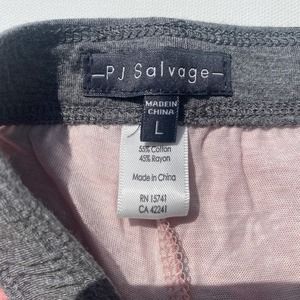 PJ Salvage
MADE IN
CHINA
L
55% Cotton
45% Rayon
Made in China
RN 15741
CA 42241